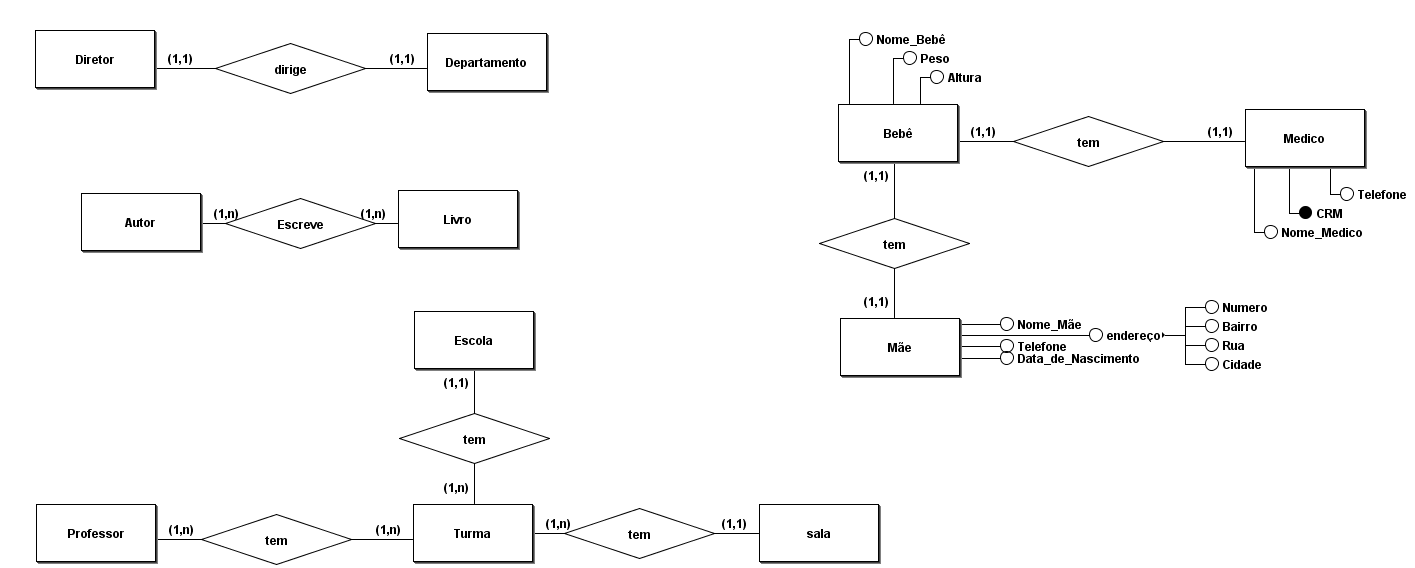 Diretor
(1,1)
dirige
(1,1)
Departamento
Autor
(1,n)
Escreve
(1,n)
Livro
Escola
(1,1)
tem
(1,n)
Professor
(1,n)
tem
(1,n)
Turma
(1,n)
tem
(1,1)
sala
Nome_Bebê
Peso
Altura
Bebê
(1,1)
tem
(1,1)
Medico
Telefone
CRM
Nome_Medico
(1,1)
tem
(1,1)
Mãe
Nome_Mãe
endereço
Telefone
Data_de_Nascimento
Numero
Bairro
Rua
Cidade